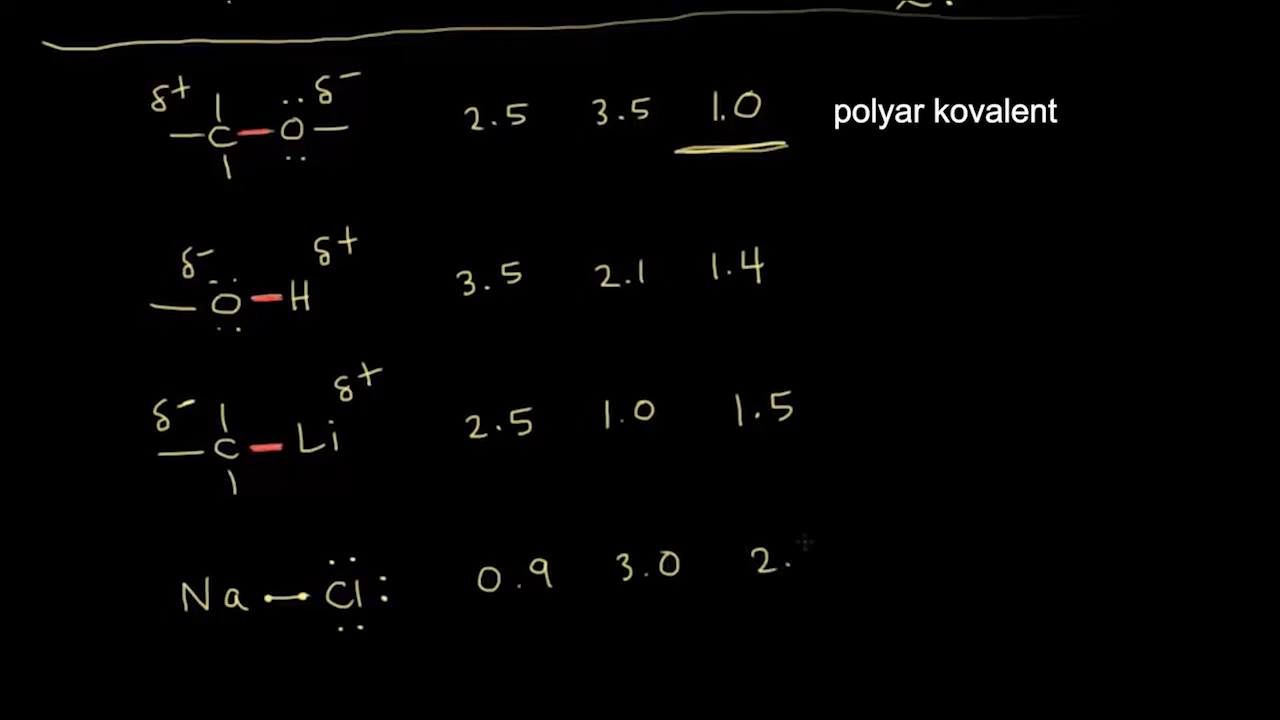 δ+ δ-
C O 2.5 3.5 1.0 polyar kovalent
δ- δ+
O H 3.5 2.1 1.4
δ- δ+
C Li 2.5 1.0 1.5
Na Cl 0.9 3.0 2.